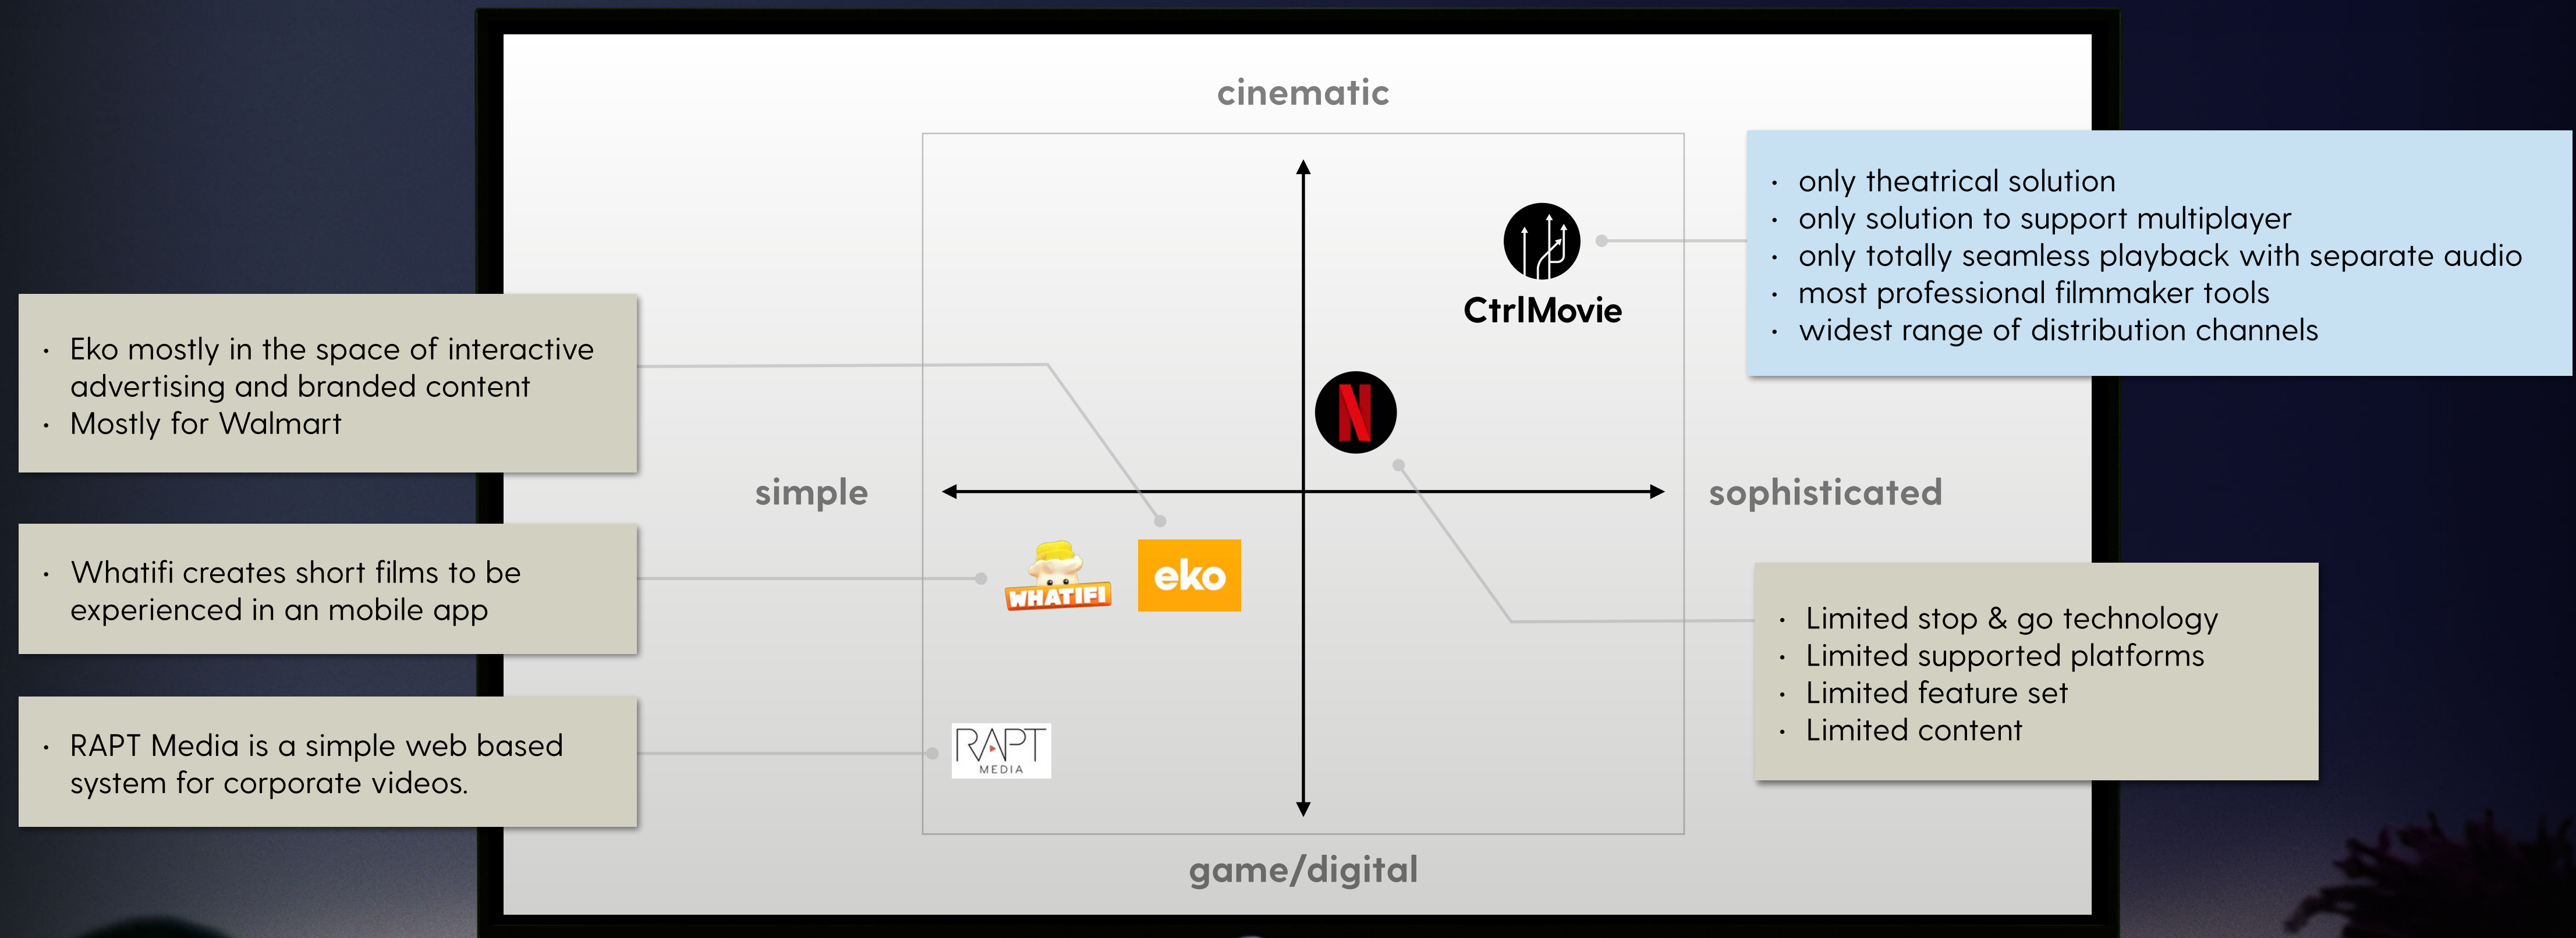 cinematic
• only theatrical solution
• only solution to support multiplayer
• only totally seamless playback with separate audio
• most professional filmmaker tools
• widest range of distribution channels
CtrlMovie
• Eko mostly in the space of interactive
advertising and branded content
• Mostly for Walmart
N
simple
sophisticated
• Whatifi creates short films to be
experienced in an mobile app
WHATIFI
eko
• Limited stop & go technology
• Limited supported platforms
• Limited feature set
• Limited content
• RAPT Media is a simple web based
system for corporate videos.
RAPT
MEDIA
game/digital